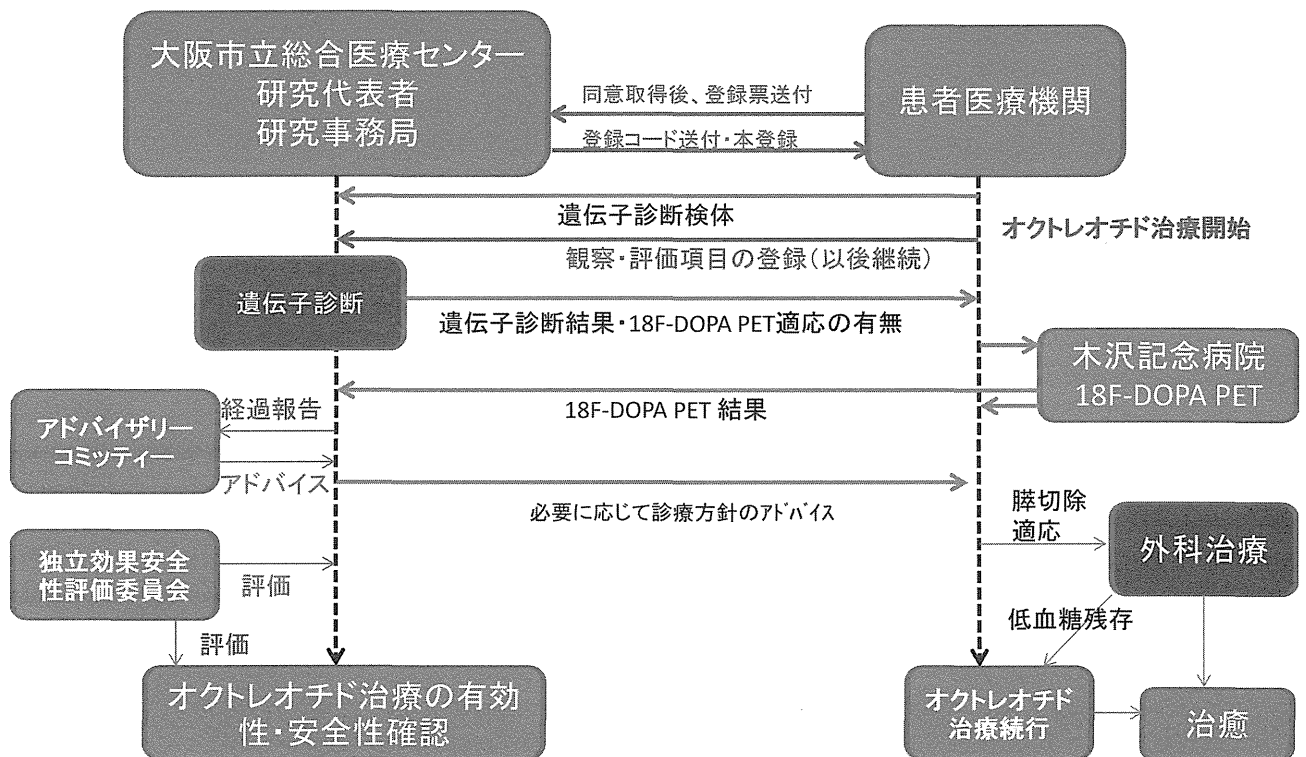 大阪市立総合医療センター
研究代表者
研究事務局
同意取得後、登録票送付
登録コード送付・本登録
患者医療機関
遺伝子診断検体
オクトレオチド治療開始
観察・評価項目の登録(以後継続)
遺伝子診断
遺伝子診断結果・18F-DOPA PET適応の有無
木沢記念病院
18F-DOPA PET
18F-DOPA PET 結果
経過報告
アドバイザリー
コミッティー
アドバイス
必要に応じて診療方針のアドバイス
膵切除
適応
外科治療
独立効果安全
性評価委員会
評価
評価
低血糖残存
オクトレオチド治療の有効
性・安全性確認
オクトレオチド
治療続行
治癒